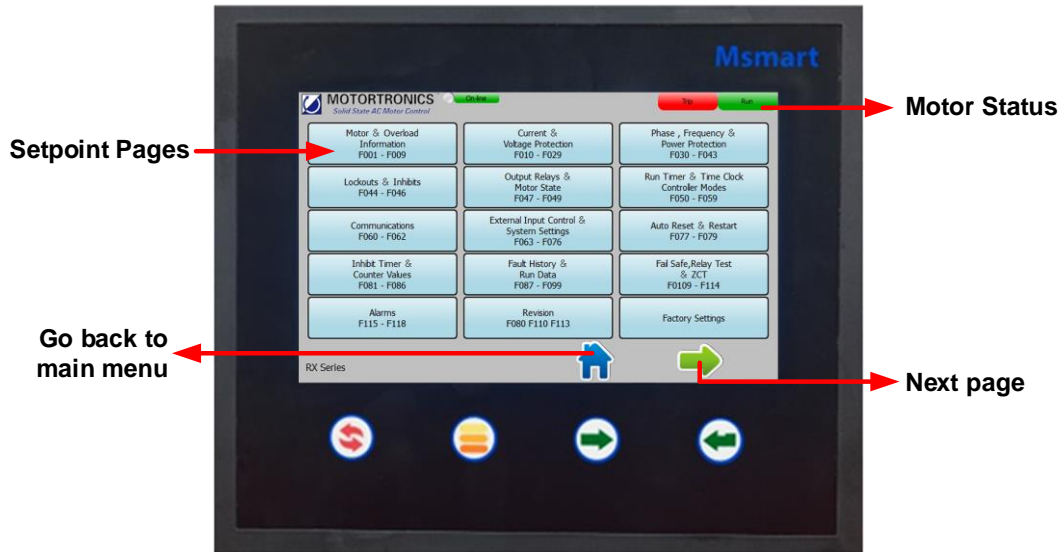 Msmart
MOTORTRONICS
Solid State AC Motor Control
On-line
Trip
Run
Motor Status
Setpoint Pages
Motor & Overload
Information
F001 - F009
Current &
Voltage Protection
F010 - F029
Phase , Frequency &
Power Protection
F030 - F043
Lockouts & Inhibits
F044 - F046
Output Relays &
Motor State
F047 - F049
Run Timer & Time Clock
Controller Modes
F050 - F059
Communications
F060 - F062
External Input Control &
System Settings
F063 - F076
Auto Reset & Restart
F077 - F079
Inhibit Timer &
Counter Values
F081 - F086
Fault History &
Run Data
F087 - F099
Fail Safe,Relay Test
& ZCT
F0109 - F114
Alarms
F115 - F118
Revision
F080 F110 F113
Factory Settings
Go back to
main menu
RX Series
Next page